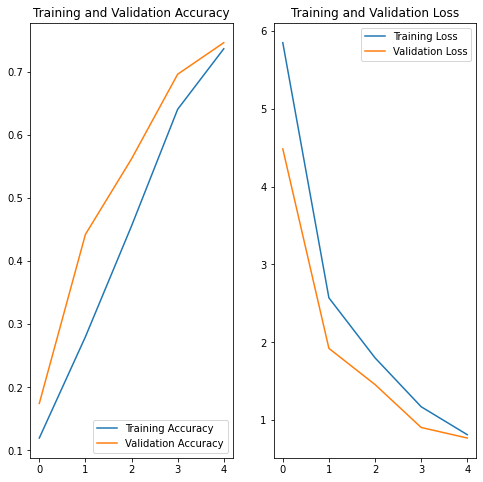 Training and Validation Accuracy
0.7
0.6
0.5
0.4
0.3
0.2
0.1
0 1 2 3 4
Training Accuracy
Validation Accuracy
Training and Validation Loss
6
5
4
3
2
1
0 1 2 3 4
Training Loss
Validation Loss